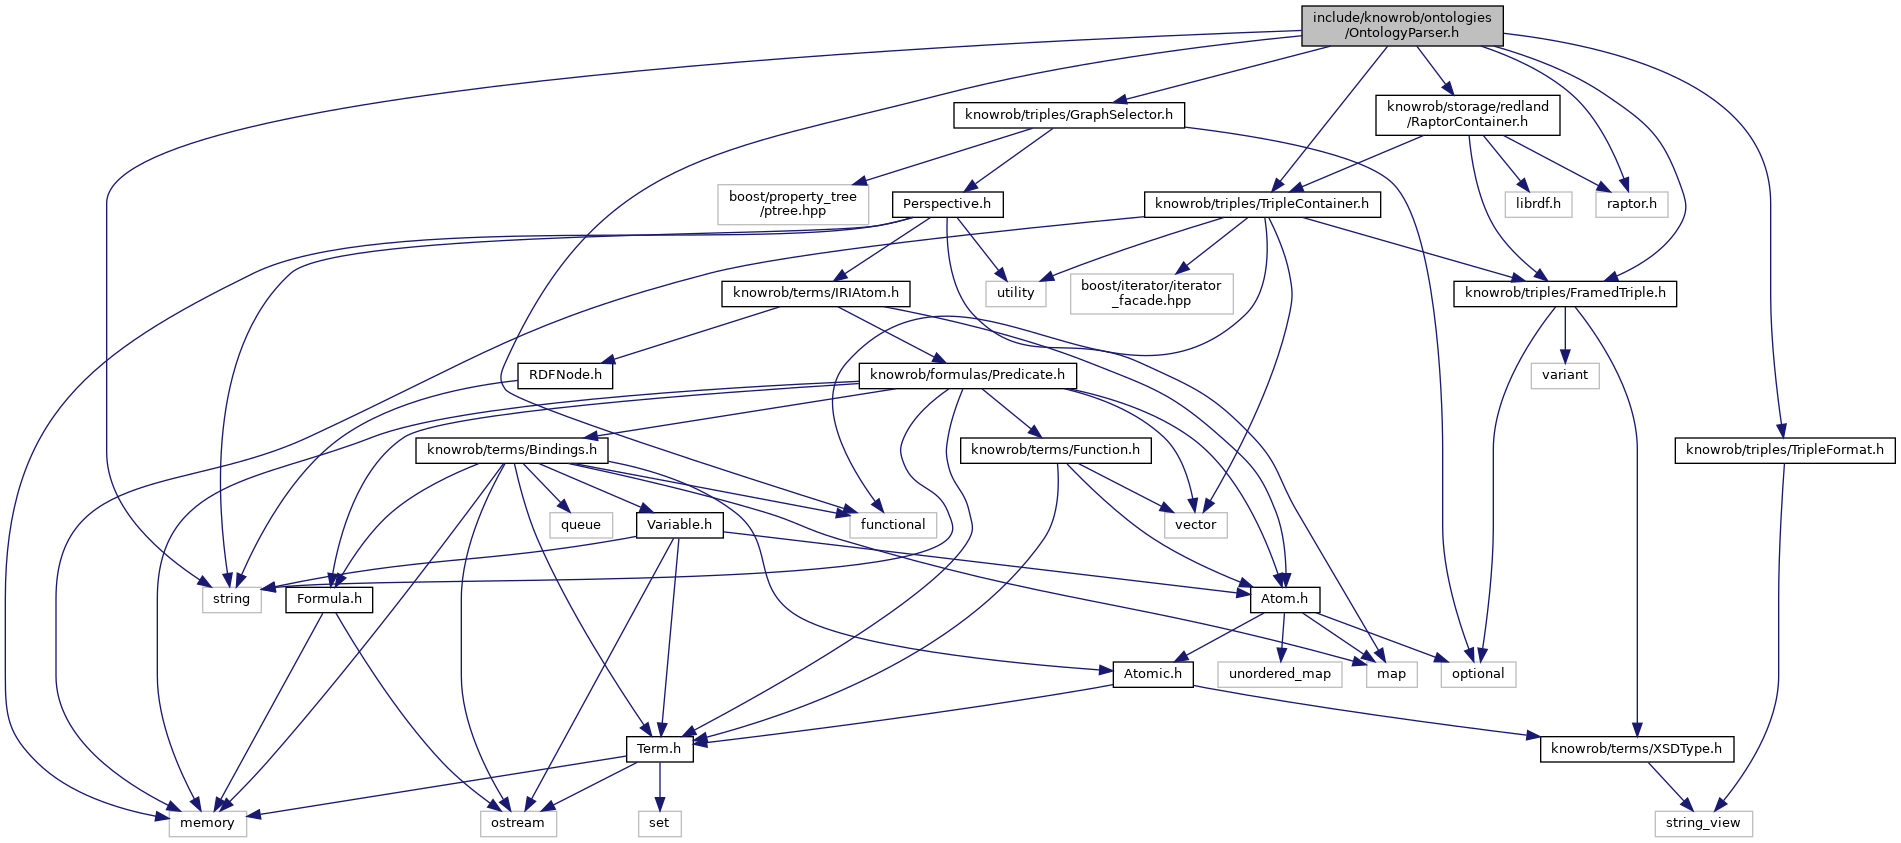 include/knowrob/ontologies
/OntologyParser.h
knowrob/triples/GraphSelector.h
knowrob/storage/redland
/RaptorContainer.h
boost/property_tree
/ptree.hpp
Perspective.h
knowrob/triples/TripleContainer.h
librdf.h
raptor.h
knowrob/terms/IRIAtom.h
utility
boost/iterator/iterator
_facade.hpp
knowrob/triples/FramedTriple.h
RDFNode.h
knowrob/formulas/Predicate.h
variant
knowrob/terms/Bindings.h
knowrob/terms/Function.h
knowrob/triples/TripleFormat.h
queue
Variable.h
functional
vector
string
Formula.h
Atom.h
Atomic.h
unordered_map
map
optional
Term.h
knowrob/terms/XSDType.h
memory
ostream
set
string_view